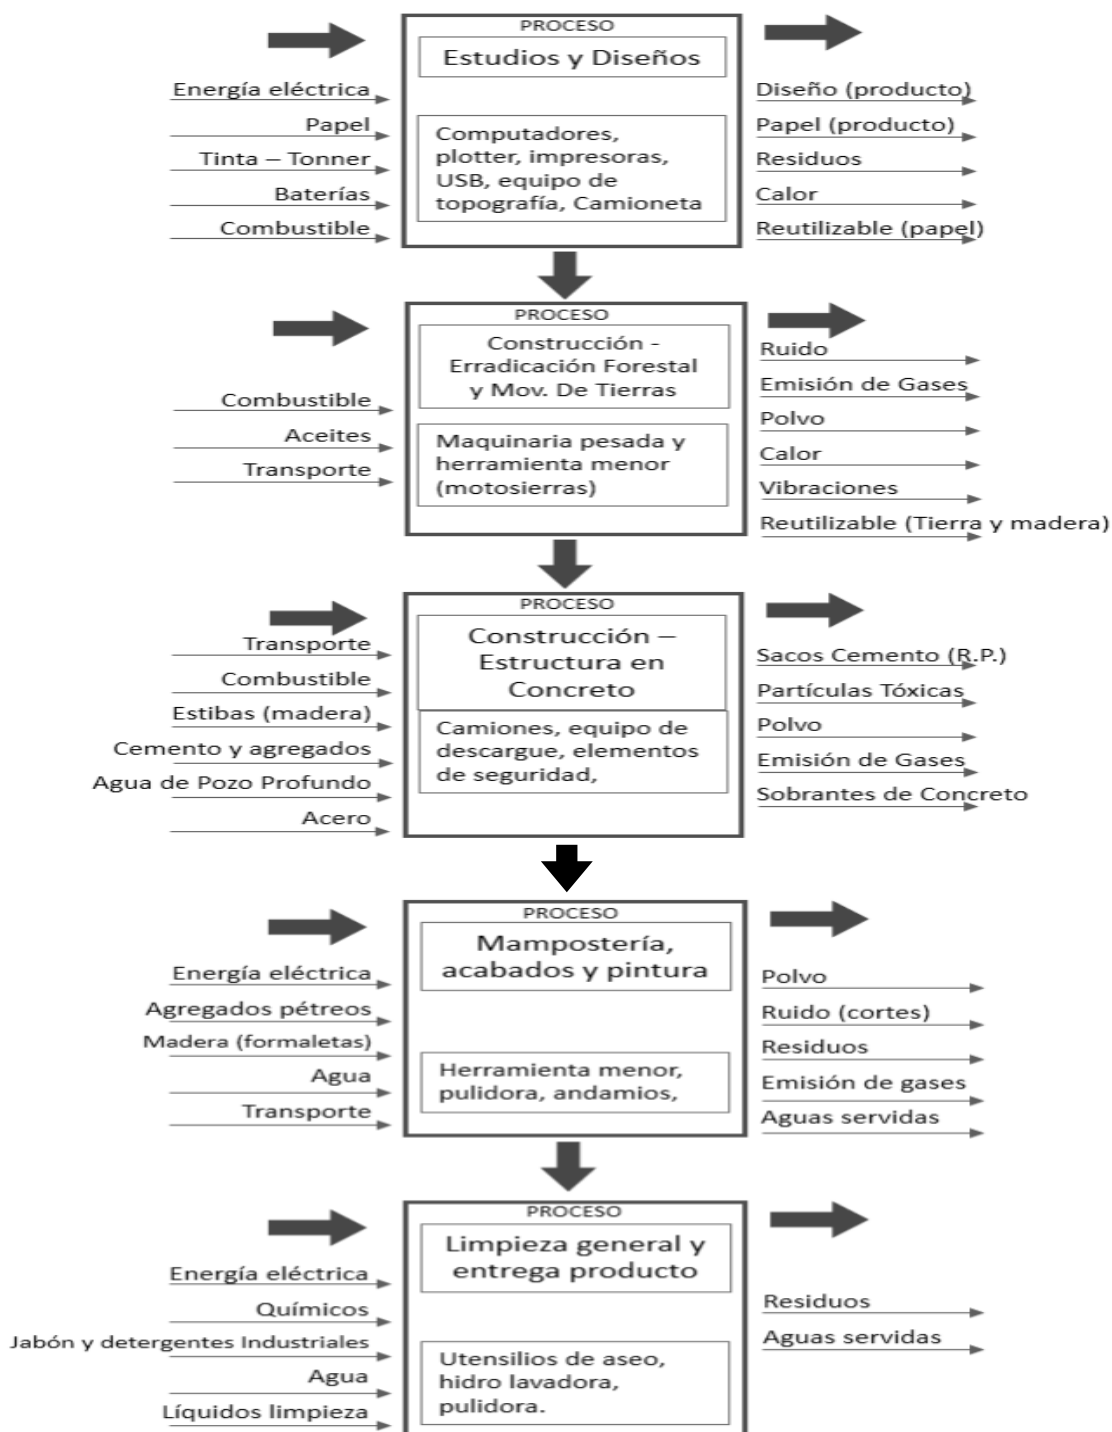 PROCESO
Estudios y Diseños
Energía eléctrica
Papel
Tinta – Tonner
Baterías
Combustible
Computadores,
plotter, impresoras,
USB, equipo de
topografía, Camioneta
Diseño (producto)
Papel (producto)
Residuos
Calor
Reutilizable (papel)
PROCESO
Construcción -
Erradicación Forestal
y Mov. De Tierras
Combustible
Aceites
Transporte
Maquinaria pesada y
herramienta menor
(motosierras)
Ruido
Emisión de Gases
Polvo
Calor
Vibraciones
Reutilizable (Tierra y madera)
PROCESO
Construcción –
Estructura en
Concreto
Transporte
Combustible
Estibas (madera)
Cemento y agregados
Agua de Pozo Profundo
Acero
Camiones, equipo de
descargue, elementos
de seguridad,
Sacos Cemento (R.P.)
Partículas Tóxicas
Polvo
Emisión de Gases
Sobrantes de Concreto
PROCESO
Mampostería,
acabados y pintura
Energía eléctrica
Agregados pétreos
Madera (formaletas)
Agua
Transporte
Herramienta menor,
pulidora, andamios,
Polvo
Ruido (cortes)
Residuos
Emisión de gases
Aguas servidas
PROCESO
Limpieza general y
entrega producto
Energía eléctrica
Químicos
Jabón y detergentes Industriales
Agua
Líquidos limpieza
Utensilios de aseo,
hidro lavadora,
pulidora.
Residuos
Aguas servidas